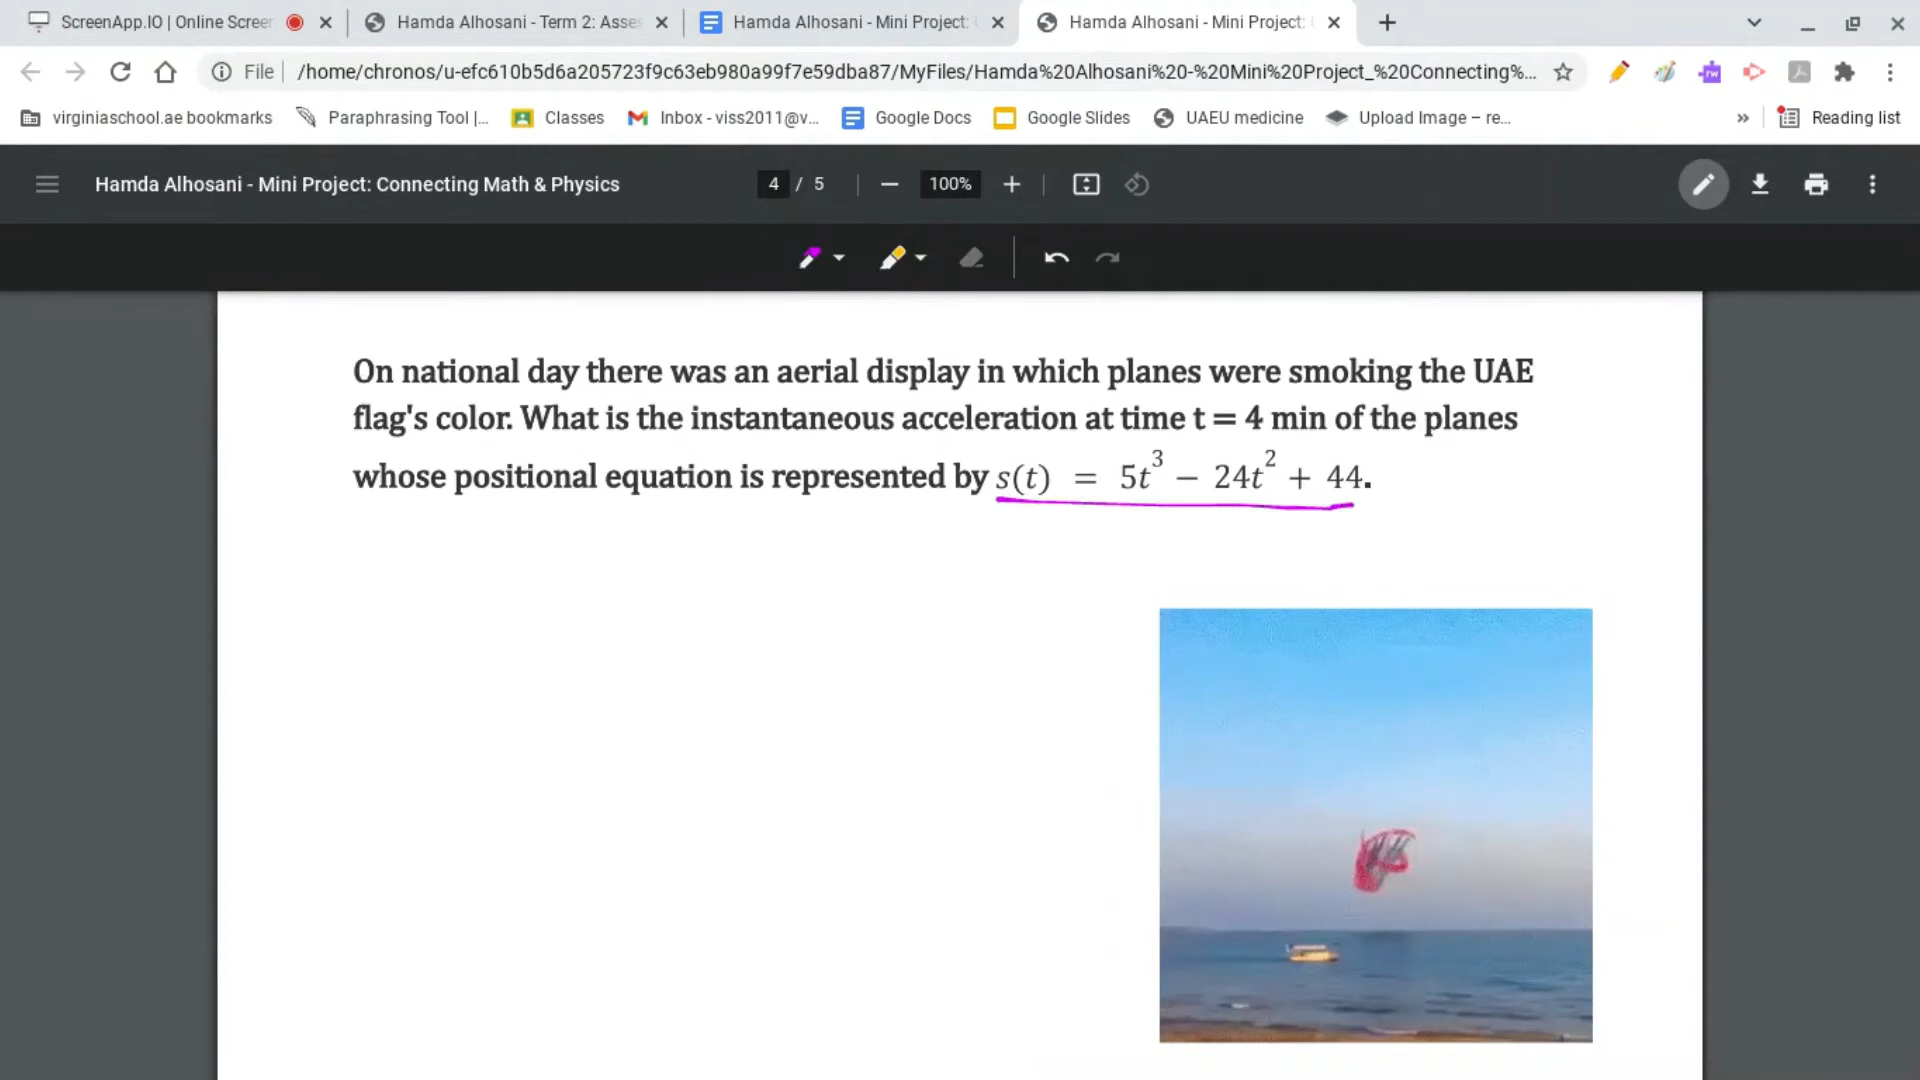 ScreenApp.IO | Online Screen
Hamda Alhosani - Term 2: Asse
Hamda Alhosani - Mini Project:
Hamda Alhosani - Mini Project:
File
/home/chronos/u-efc610b5d6a205723f9c63eb980a99f7e59dba87/MyFiles/Hamda%20Alhosani%20-%20Mini%20Project_%20Connecting%...
virginiaschool.ae bookmarks
Paraphrasing Tool |...
Classes
Inbox - viss2011@v...
Google Docs
Google Slides
UAEU medicine
Upload Image – re...
»
Reading list
Hamda Alhosani - Mini Project: Connecting Math & Physics
4 / 5
100%
On national day there was an aerial display in which planes were smoking the UAE
flag's color. What is the instantaneous acceleration at time t = 4 min of the planes
whose positional equation is represented by s(t) = 5t³ − 24t² + 44.